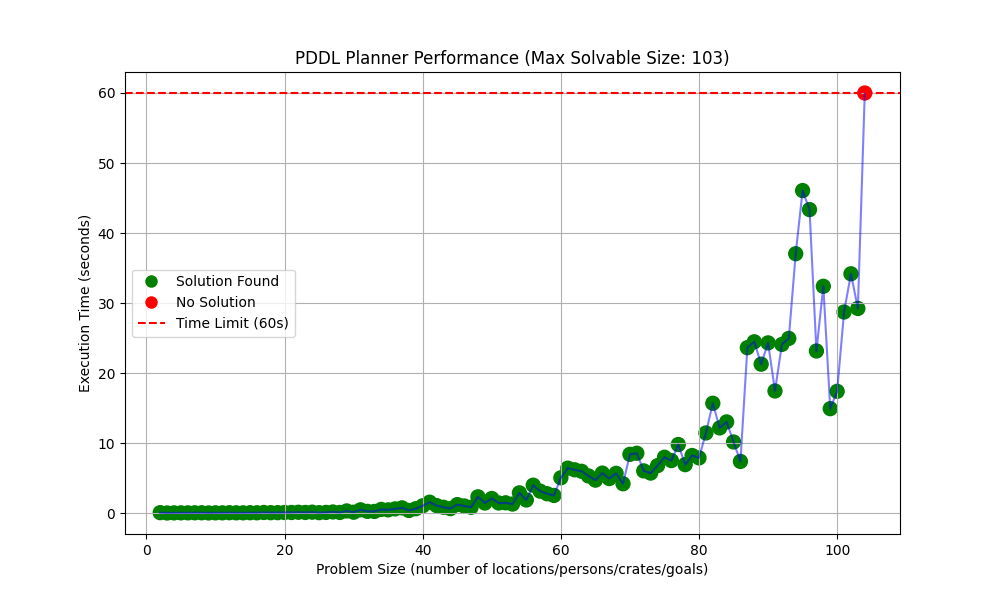 PDDL Planner Performance (Max Solvable Size: 103)
60
50
40
30
20
10
0
Execution Time (seconds)
Solution Found
No Solution
Time Limit (60s)
0 20 40 60 80 100
Problem Size (number of locations/persons/crates/goals)